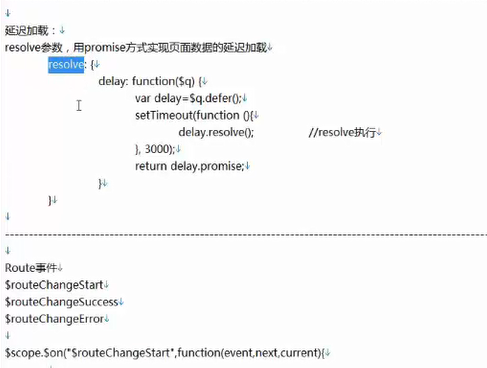 延迟加载：
resolve参数，用promise方式实现页面数据的延迟加载
resolve: {
delay: function($q) {
var delay=$q.defer();
setTimeout(function (){
delay.resolve(); //resolve执行
}, 3000);
return delay.promise;
}
}
Route事件
$routeChangeStart
$routeChangeSuccess
$routeChangeError
$scope.$on("$routeChangeStart",function(event,next,current){